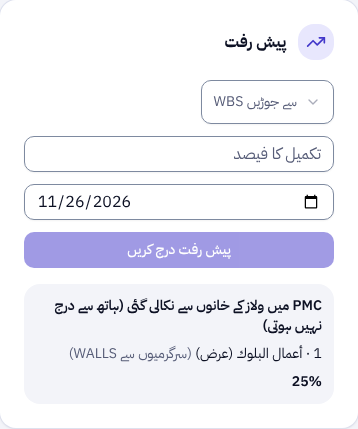 پیش رفت
WBS سے جوڑیں
تکمیل کا فیصد
11/26/2026
پیش رفت درج کریں
PMC میں ولاز کے خانوں سے نکالی گئی (ہاتھ سے درج
نہیں ہوتی)
1 · أعمال البلوك (عرض) (سرگرمیوں سے WALLS)
25%